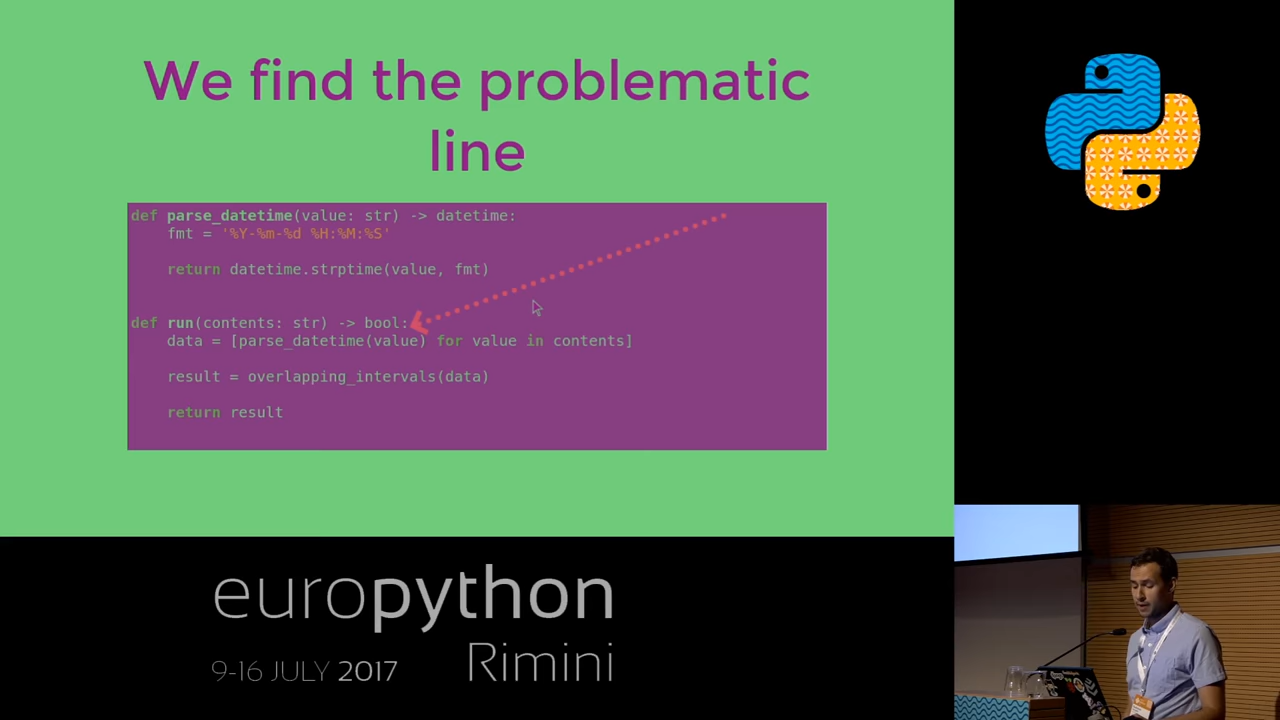 We find the problematic
line
def parse_datetime(value: str) -> datetime:
    fmt = '%Y-%m-%d %H:%M:%S'
    return datetime.strptime(value, fmt)
def run(contents: str) -> bool:
    data = [parse_datetime(value) for value in contents]
    result = overlapping_intervals(data)
    return result
europython
9-16 JULY 2017
Rimini